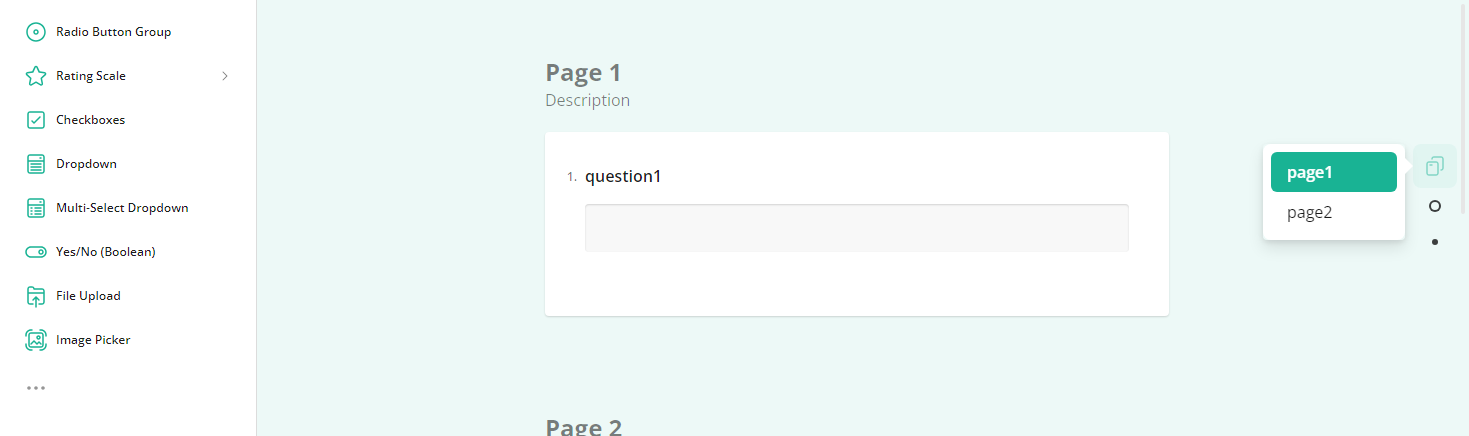 Radio Button Group
Rating Scale
Checkboxes
Dropdown
Multi-Select Dropdown
Yes/No (Boolean)
File Upload
Image Picker
Page 1
Description
1. question1
Page 2
page1
page2